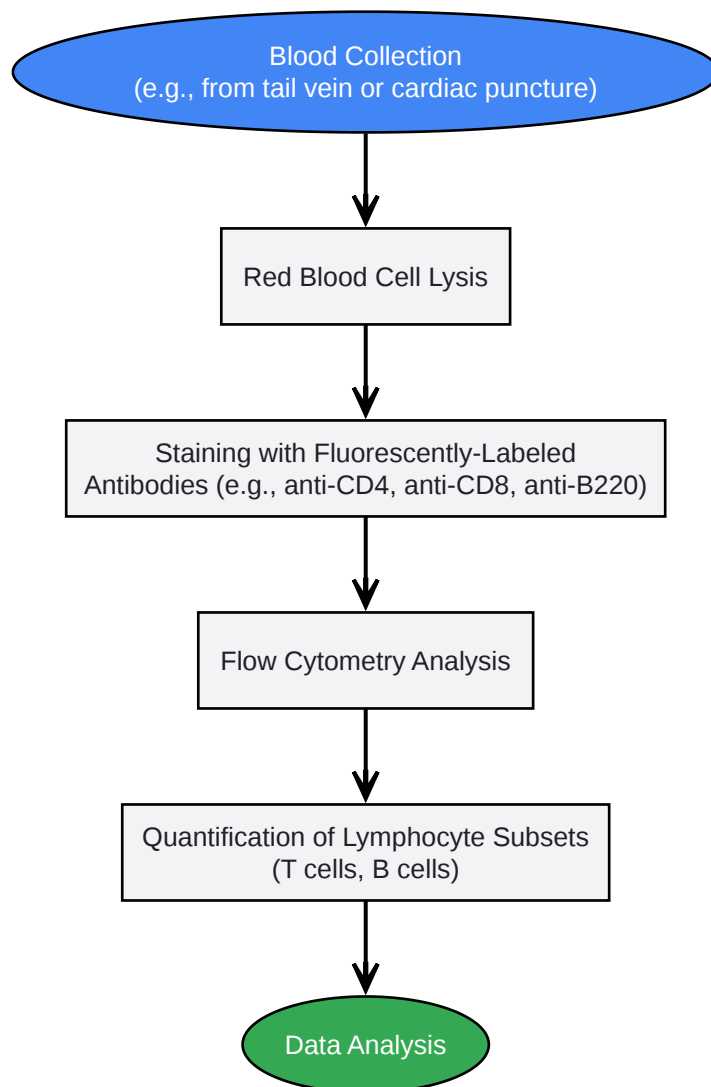 Blood Collection
(e.g., from tail vein or cardiac puncture)
Red Blood Cell Lysis
Staining with Fluorescently-Labeled
Antibodies (e.g., anti-CD4, anti-CD8, anti-B220)
Flow Cytometry Analysis
Quantification of Lymphocyte Subsets
(T cells, B cells)
Data Analysis